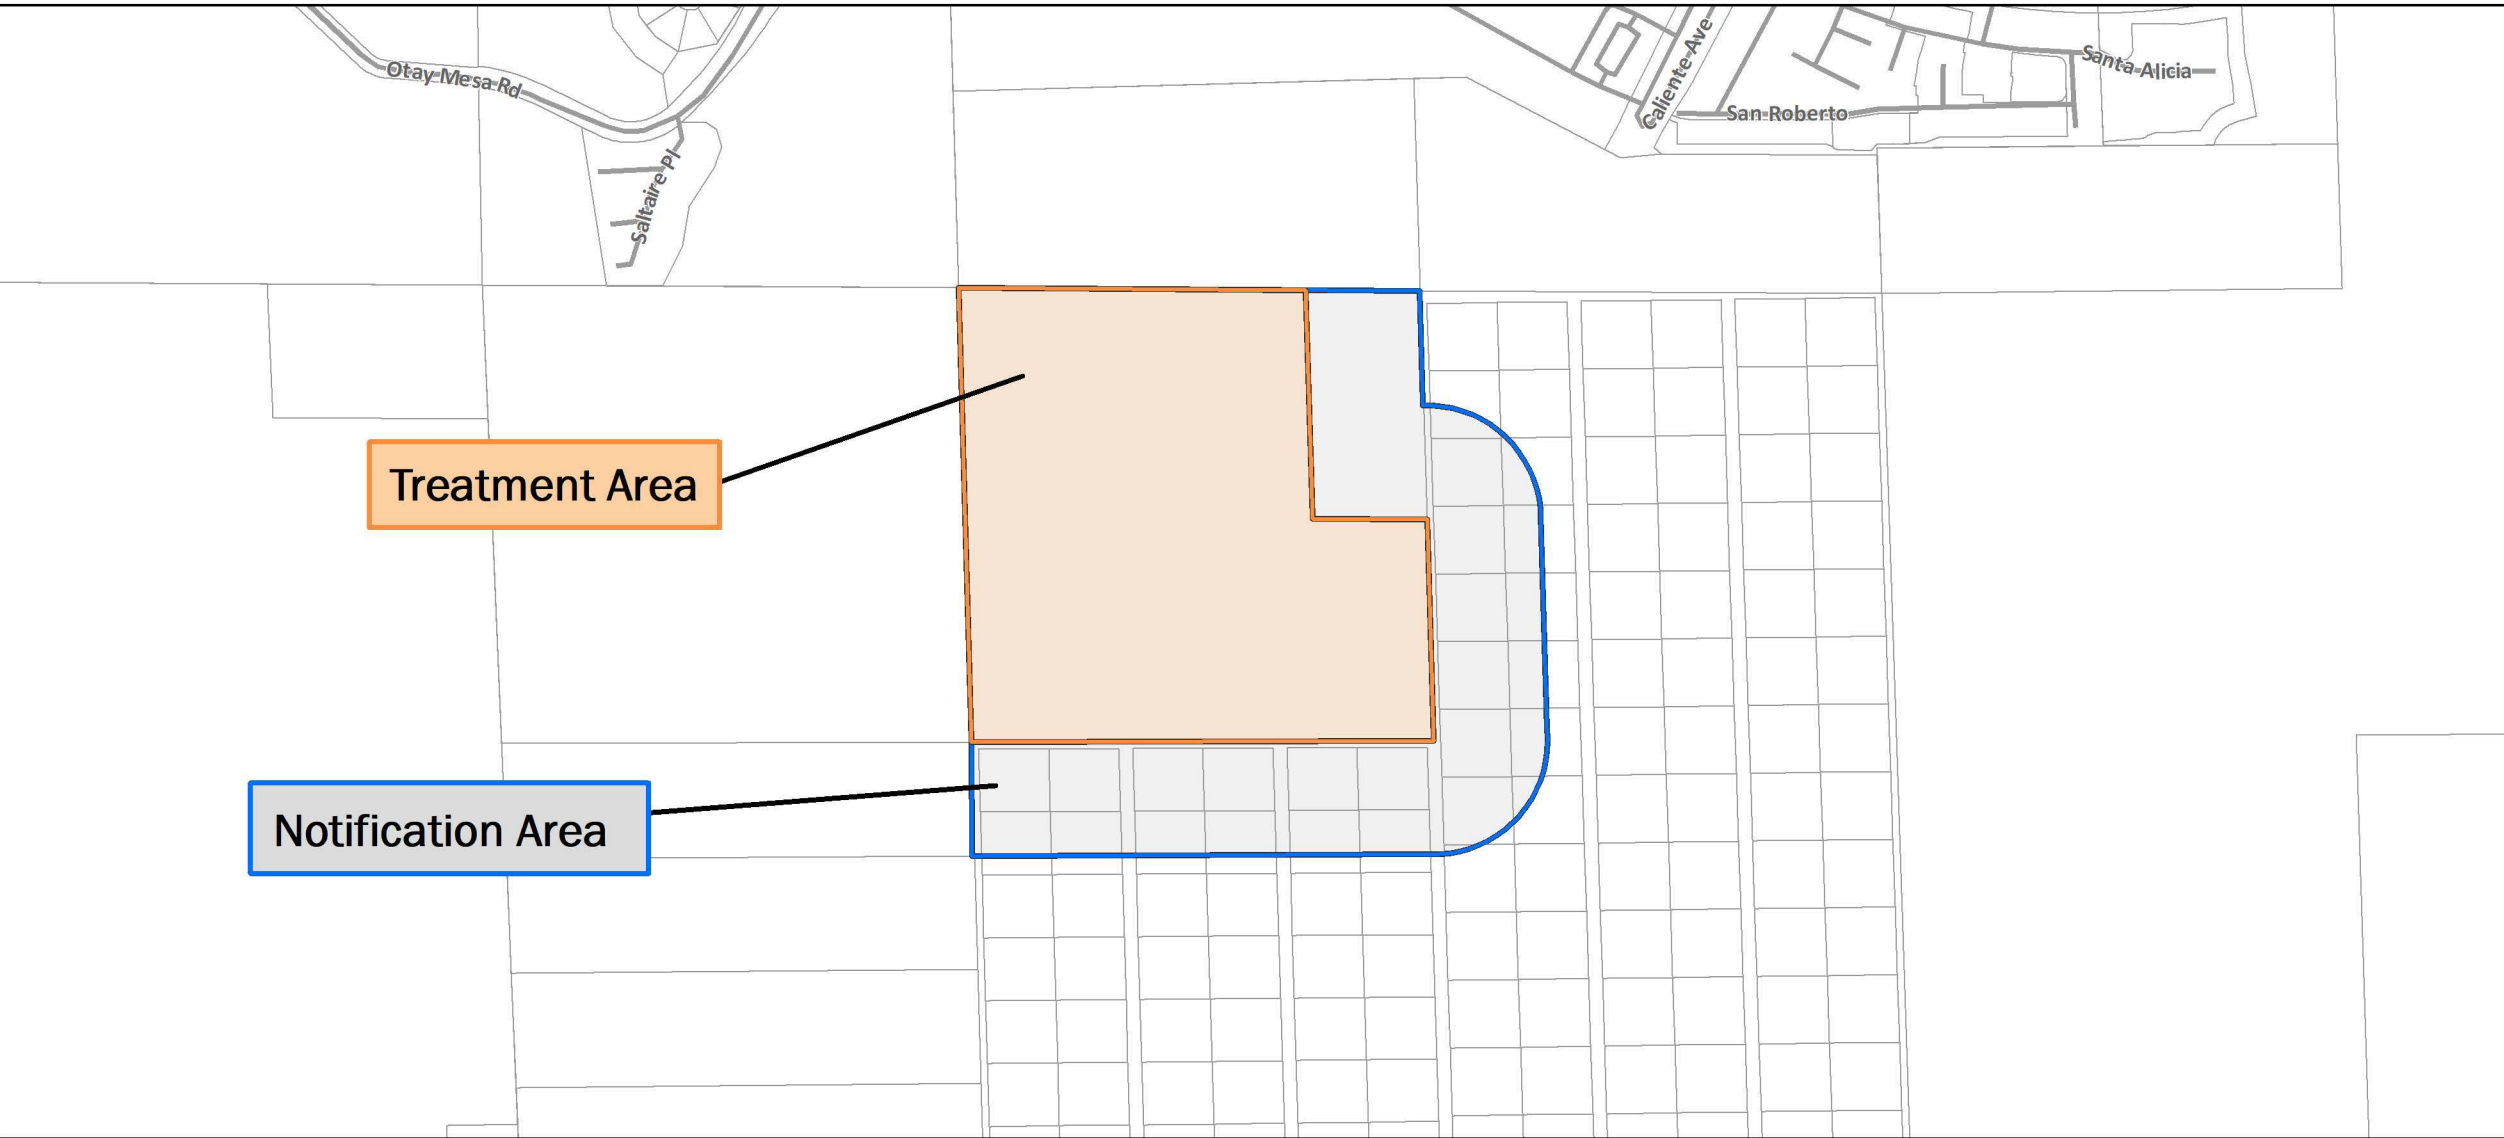 Otay Mesa Rd
Saltaire Pl
Caliente Ave
San Roberto
Santa Alicia
Treatment Area
Notification Area